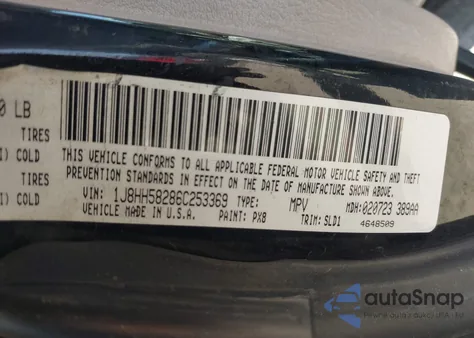 0 LB
TIRES
I) COLD
TIRES
I) COLD
THIS VEHICLE CONFORMS TO ALL APPLICABLE FEDERAL MOTOR VEHICLE SAFETY AND THEFT
PREVENTION STANDARDS IN EFFECT ON THE DATE OF MANUFACTURE SHOWN ABOVE.
VIN: 1J8HH58286C253369 TYPE: MPV MDH:020723 389AA
VEHICLE MADE IN U.S.A. PAINT: PX8 TRIM: SLD1 4648509
autoSnap